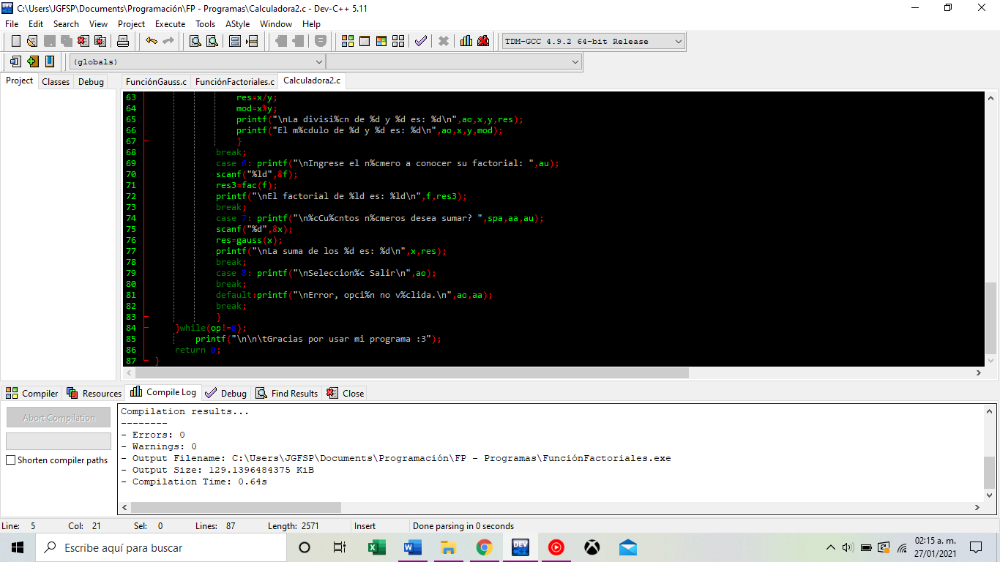 C:\Users\JGFSP\Documents\Programación\FP - Programas\Calculadora2.c - Dev-C++ 5.11
File Edit Search View Project Execute Tools AStyle Window Help
TDM-GCC 4.9.2 64-bit Release
(globals)
Project Classes Debug FunciónGauss.c FunciónFactoriales.c Calculadora2.c
63 res=x/y;
64 mod=x%y;
65 printf("\nLa divisi%cn de %d y %d es: %d\n",ao,x,y,res);
66 printf("El m%cdulo de %d y %d es: %d\n",ao,x,y,mod);
67 }
68 break;
69 case 6: printf("\nIngrese el n%cmero a conocer su factorial: ",au);
70 scanf("%ld",&f);
71 res3=fac(f);
72 printf("\nEl factorial de %ld es: %ld\n",f,res3);
73 break;
74 case 7: printf("\n%cCu%cntos n%cmeros desea sumar? ",spa,aa,au);
75 scanf("%d",&x);
76 res=gauss(x);
77 printf("\nLa suma de los %d es: %d\n",x,res);
78 break;
79 case 8: printf("\nSeleccion%c Salir\n",ao);
80 break;
81 default:printf("\nError, opci%n no v%clida.\n",ao,aa);
82 break;
83 }
84 }while(op!=8);
85 printf("\n\n\tGracias por usar mi programa :3");
86 return 0;
87 }
Compiler Resources Compile Log Debug Find Results Close
Abort Compilation
Shorten compiler paths
Compilation results...
--------
- Errors: 0
- Warnings: 0
- Output Filename: C:\Users\JGFSP\Documents\Programación\FP - Programas\FunciónFactoriales.exe
- Output Size: 129.1396484375 KiB
- Compilation Time: 0.64s
Line: 5 Col: 21 Sel: 0 Lines: 87 Length: 2571 Insert Done parsing in 0 seconds
Escribe aquí para buscar
02:15 a. m.
27/01/2021